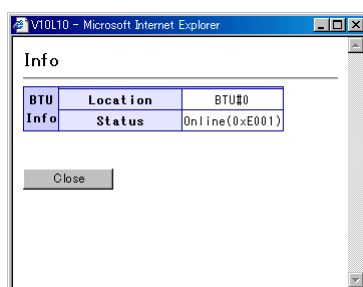 V10L10 - Microsoft Internet Explorer
Info
BTU Info
Location BTU#0
Status Online(0xE001)
Close